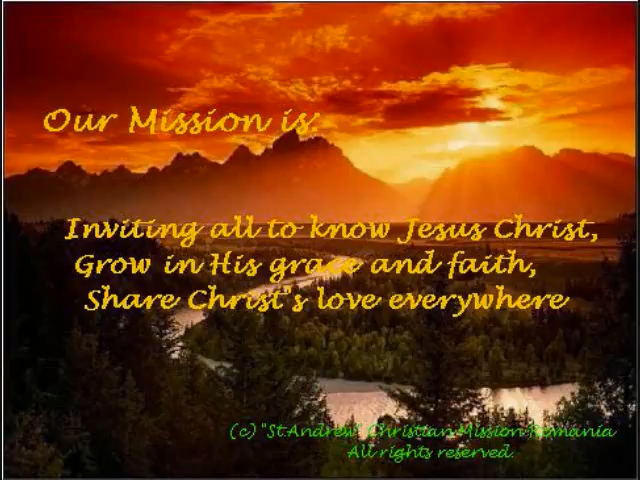 Our Mission is:
Inviting all to know Jesus Christ,
Grow in His grace and faith,
Share Christ"s love everywhere
(c) "St.Andrew" Christian Mission Romania
All rights reserved.